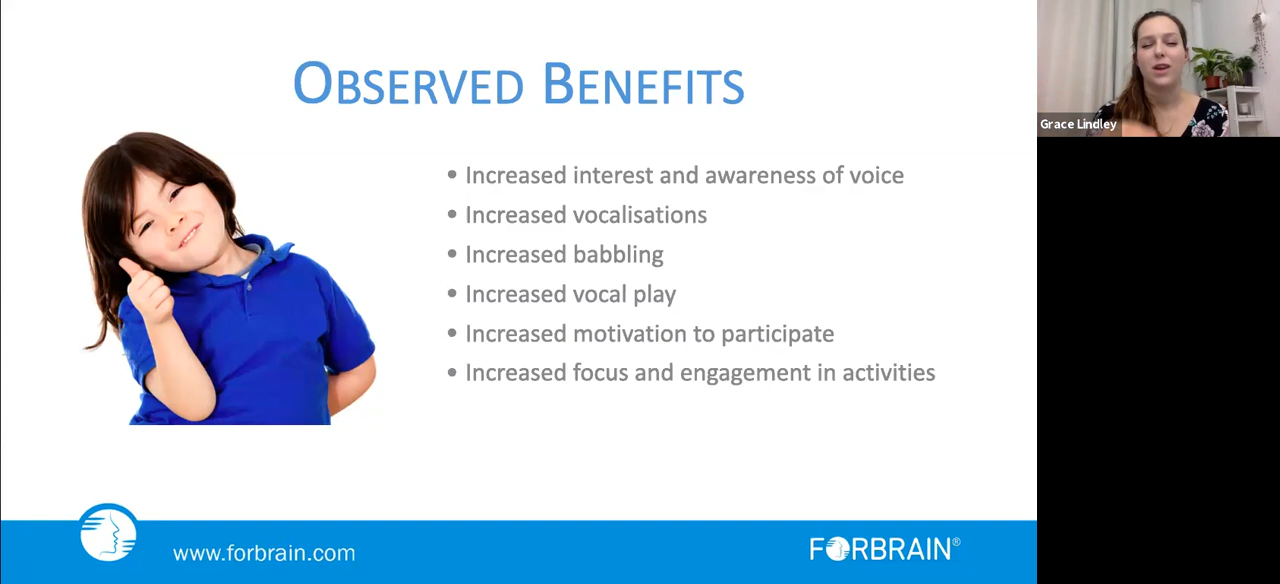 OBSERVED BENEFITS
Grace Lindley
• Increased interest and awareness of voice
• Increased vocalisations
• Increased babbling
• Increased vocal play
• Increased motivation to participate
• Increased focus and engagement in activities
www.forbrain.com
FORBRAIN®